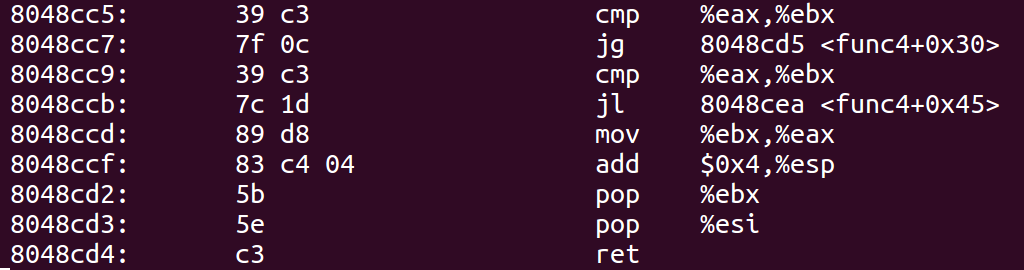 8048cc5: 39 c3 cmp %eax,%ebx
8048cc7: 7f 0c jg 8048cd5 <func4+0x30>
8048cc9: 39 c3 cmp %eax,%ebx
8048ccb: 7c 1d jl 8048cea <func4+0x45>
8048ccd: 89 d8 mov %ebx,%eax
8048ccf: 83 c4 04 add $0x4,%esp
8048cd2: 5b pop %ebx
8048cd3: 5e pop %esi
8048cd4: c3 ret